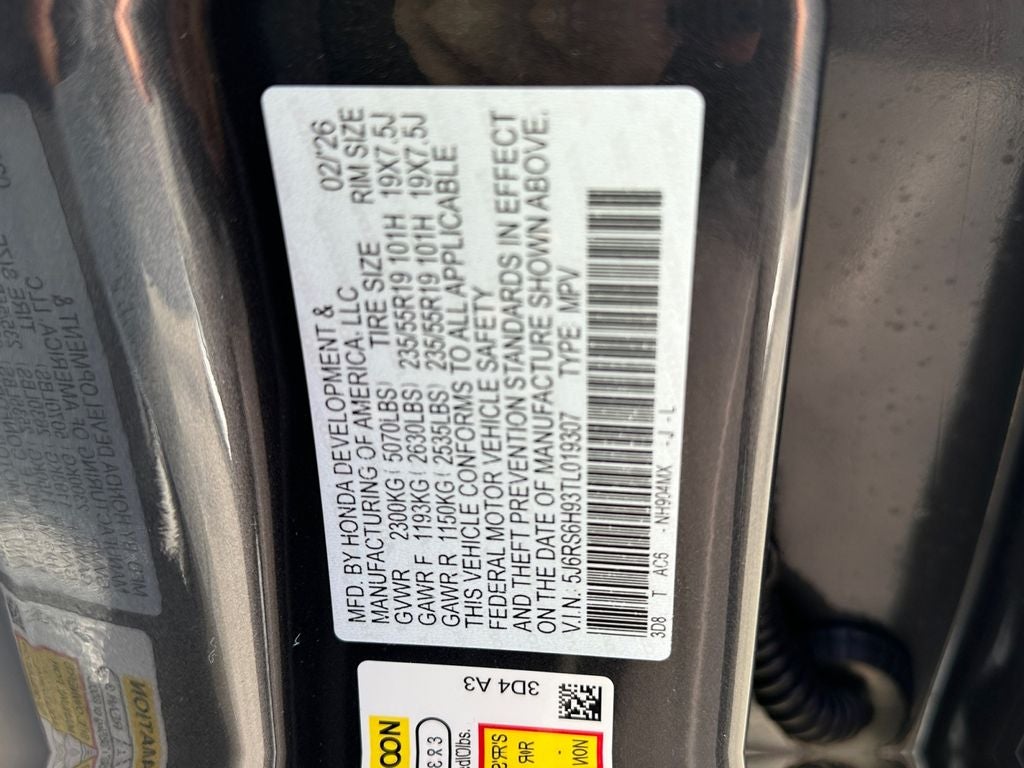 MFD. BY HONDA DEVELOPMENT &
MANUFACTURING OF AMERICA, LLC 02/'26
GVWR 2300KG ( 5070LBS) TIRE SIZE RIM SIZE
GAWR F 1193KG ( 2630LBS) 235/55R19 101H 19X7.5J
GAWR R 1150KG ( 2535LBS) 235/55R19 101H 19X7.5J
THIS VEHICLE CONFORMS TO ALL APPLICABLE
FEDERAL MOTOR VEHICLE SAFETY
AND THEFT PREVENTION STANDARDS IN EFFECT
ON THE DATE OF MANUFACTURE SHOWN ABOVE.
V.I.N.: 5J6RS6H93TL019307 TYPE: MPV
3D8 T AC6 -NH904MX -J -L
3D4 A3